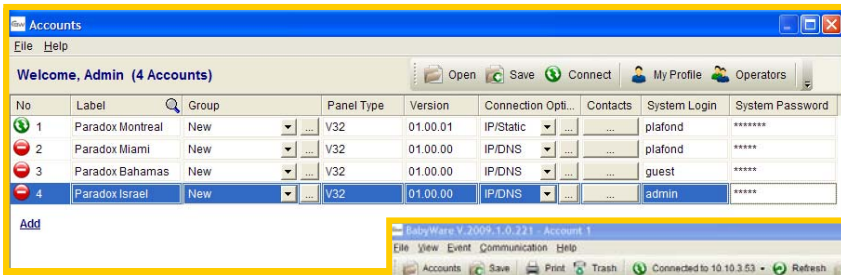 Accounts
File Help
Welcome, Admin (4 Accounts) Open Save Connect My Profile Operators
No Label Group Panel Type Version Connection Opti... Contacts System Login System Password
1 Paradox Montreal New ... V32 01.00.01 IP/Static ... ... plafond *******
2 Paradox Miami New ... V32 01.00.00 IP/DNS ... ... plafond *****
3 Paradox Bahamas New ... V32 01.00.00 IP/DNS ... ... guest *****
4 Paradox Israel New ... V32 01.00.00 IP/DNS ... ... admin *****
Add
BabyWare V.2009.1.0.221 - Account 1
File View Event Communication Help
Accounts Save Print Trash Connected to 10.10.3.53 Refresh